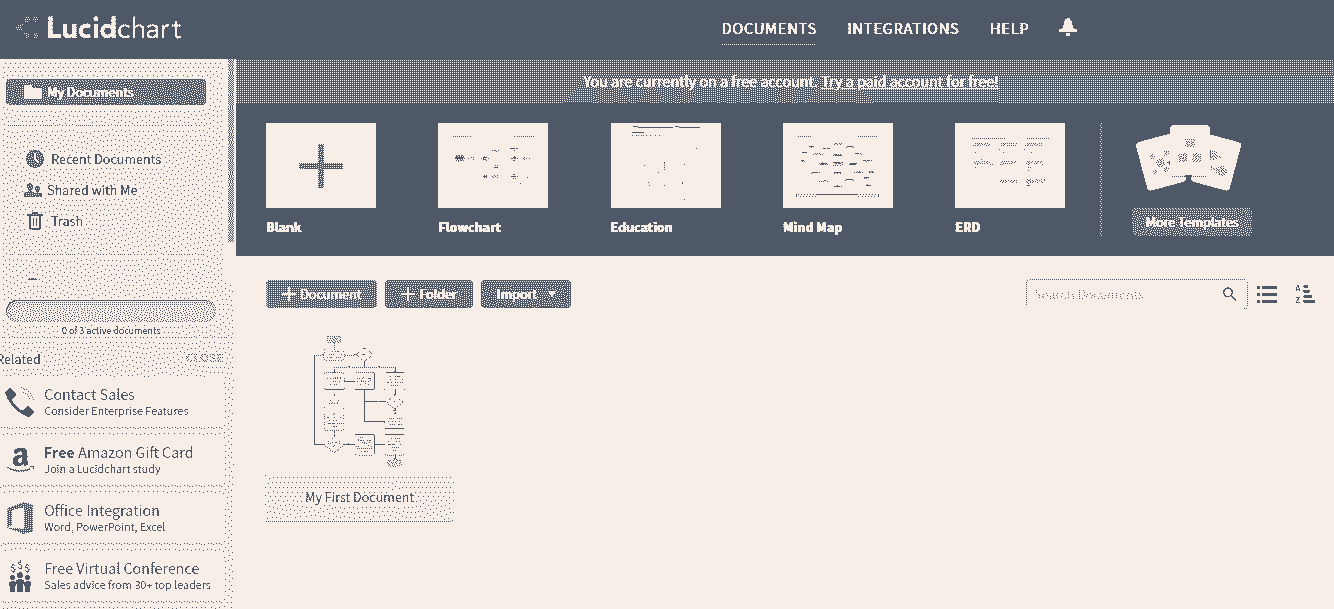 Lucidchart
DOCUMENTS INTEGRATIONS HELP
My Documents
Recent Documents
Shared with Me
Trash
0 of 3 active documents
Related CLOSE
Contact Sales
Consider Enterprise Features
Free Amazon Gift Card
Join a Lucidchart study
Office Integration
Word, PowerPoint, Excel
Free Virtual Conference
Sales advice from 30+ top leaders
You are currently on a free account. Try a paid account for free!
Blank Flowchart Education Mind Map ERD More Templates
+ Document + Folder Import Search Documents
My First Document